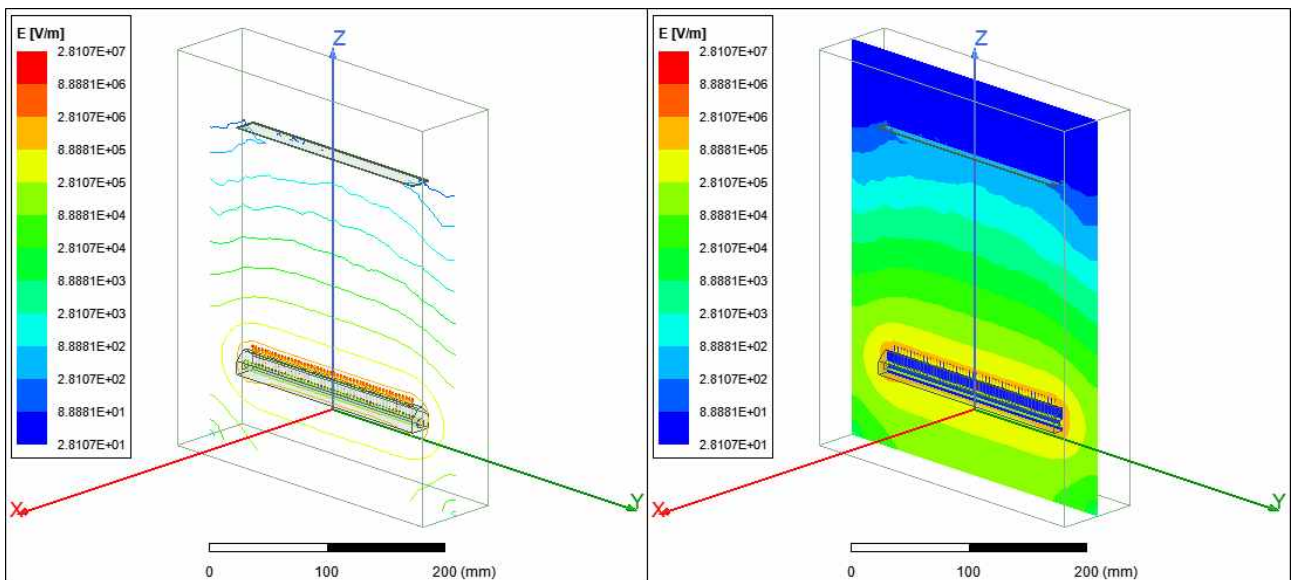 E [V/m]
2.8107E+07
8.8881E+06
2.8107E+06
8.8881E+05
2.8107E+05
8.8881E+04
2.8107E+04
8.8881E+03
2.8107E+03
8.8881E+02
2.8107E+02
8.8881E+01
2.8107E+01
Z
X
Y
0
100
200 (mm)
E [V/m]
2.8107E+07
8.8881E+06
2.8107E+06
8.8881E+05
2.8107E+05
8.8881E+04
2.8107E+04
8.8881E+03
2.8107E+03
8.8881E+02
2.8107E+02
8.8881E+01
2.8107E+01
Z
X
Y
0
100
200 (mm)